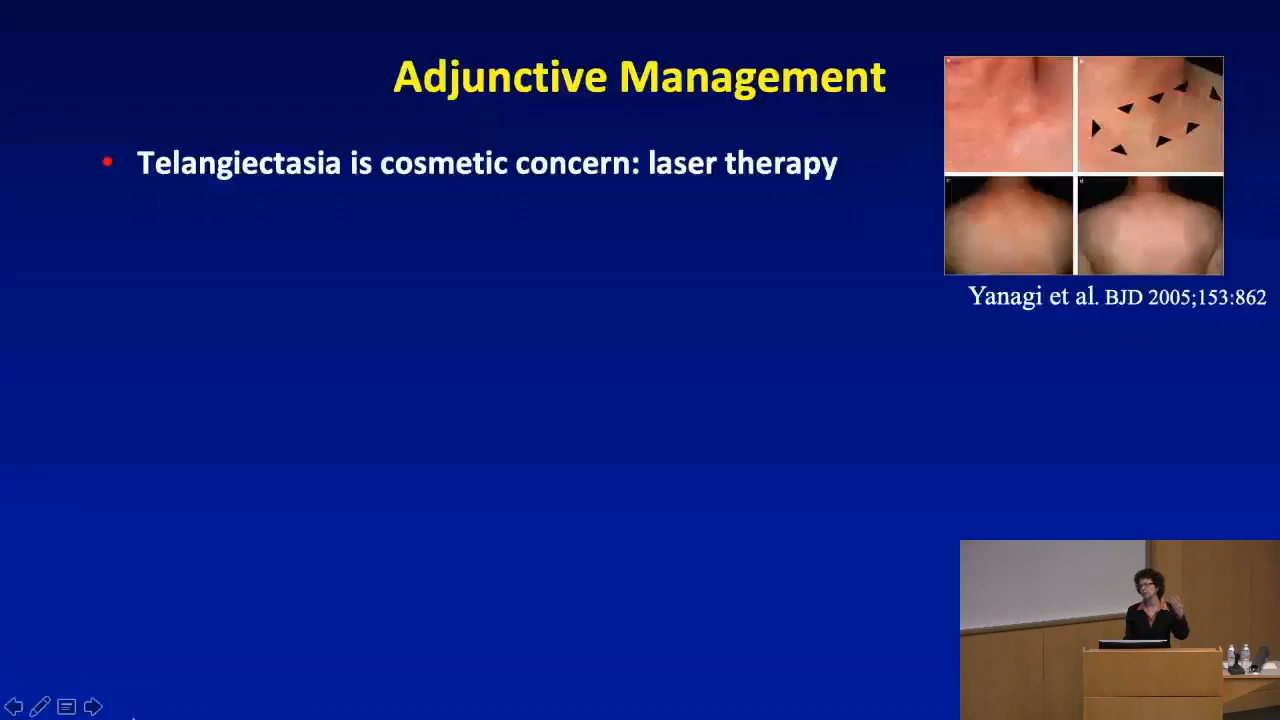 Adjunctive Management
• Telangiectasia is cosmetic concern: laser therapy
Yanagi et al. BJD 2005;153:862